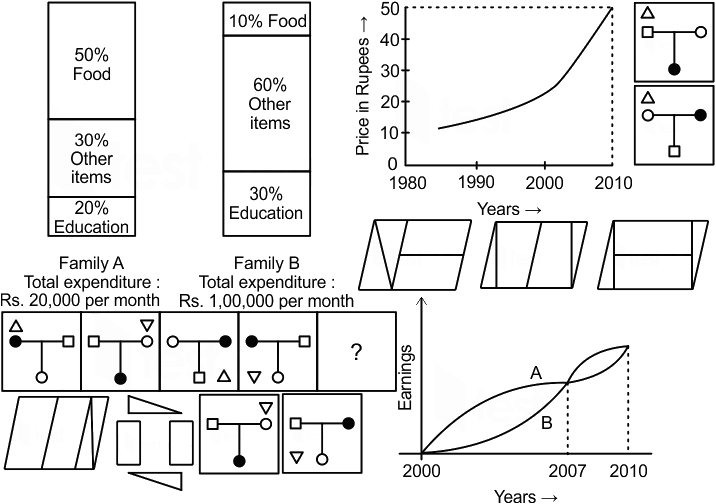 50%
Food
30%
Other
items
20%
Education
Family A
Total expenditure :
Rs. 20,000 per month
10% Food
60%
Other
items
30%
Education
Family B
Total expenditure :
Rs. 1,00,000 per month
Price in Rupees →
50
40
30
20
10
0
1980
1990
2000
2010
Years →
?
Earnings
A
B
2000
2007
2010
Years →